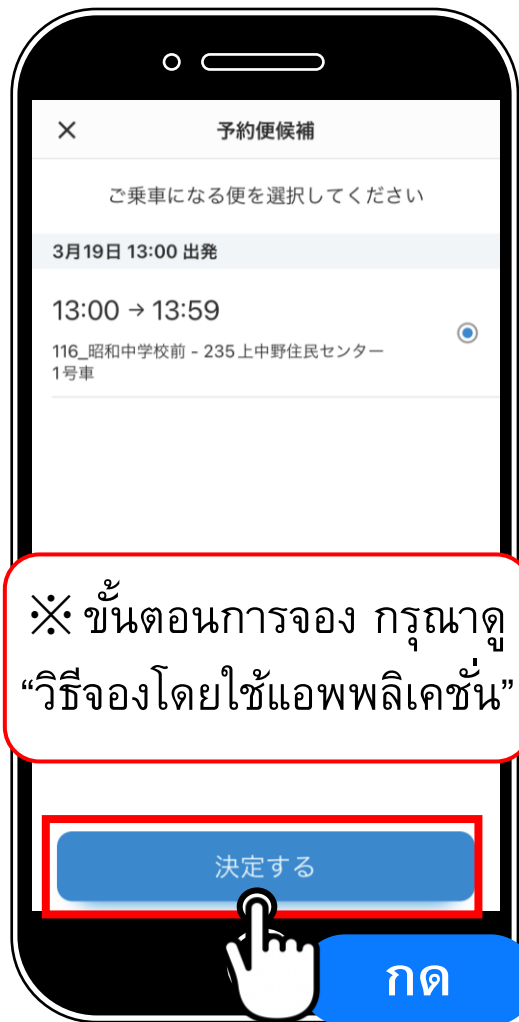 ×
予約便候補
ご乗車になる便を選択してください
3月19日 13:00 出発
13:00 → 13:59
116_昭和中学校前 - 235上中野住民センター
1号車
※ ขั้นตอนการจอง กรุณาดู
“วิธีจองโดยใช้แอพพลิเคชั่น”
決定する
กด